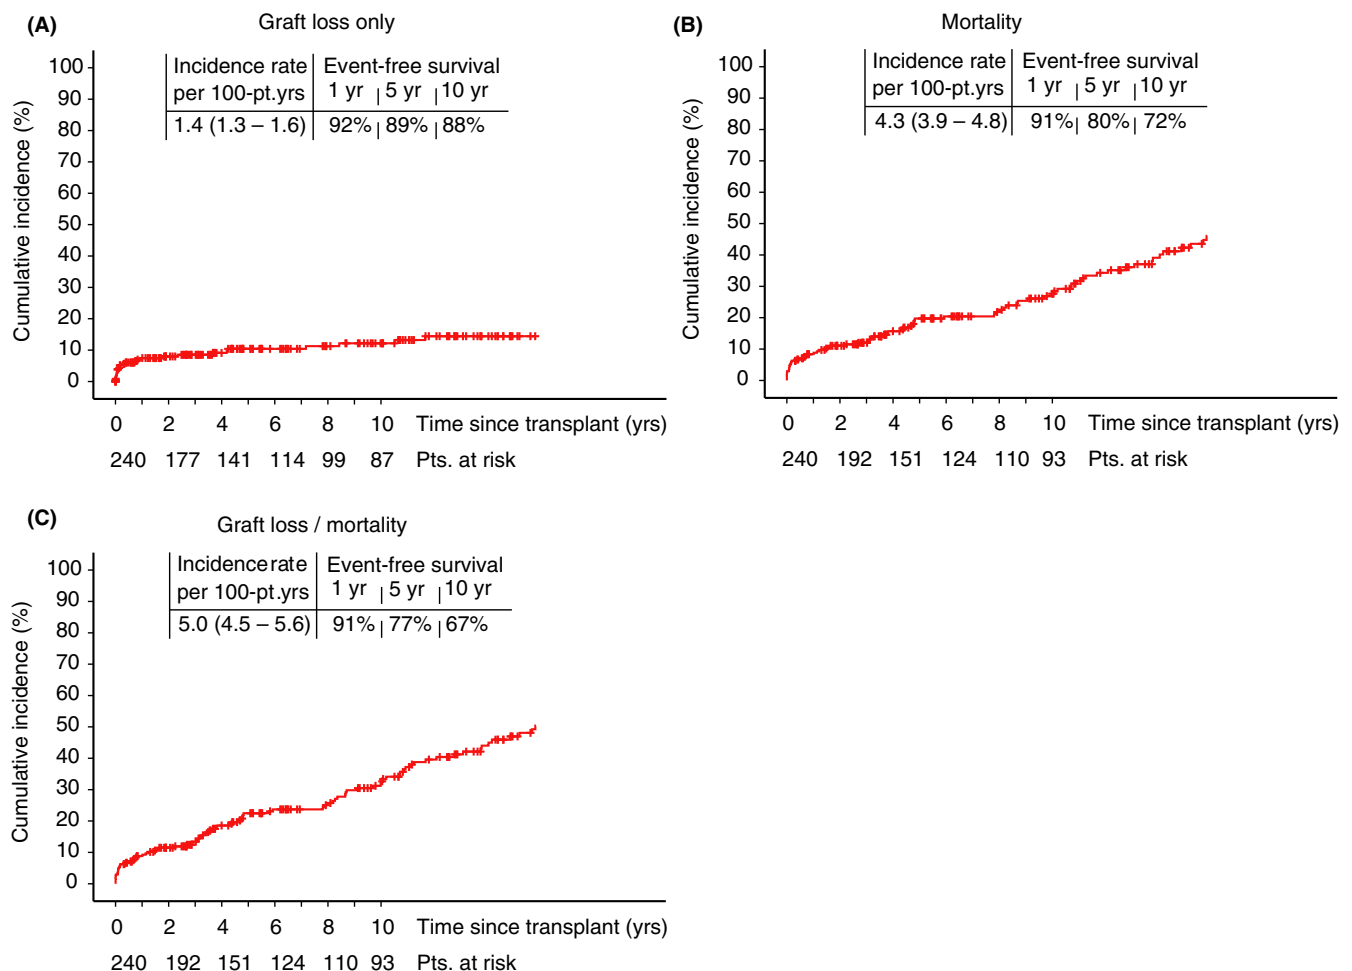 (A) Graft loss only
Incidence rate Event-free survival
per 100-pt.yrs 1 yr 5 yr 10 yr
1.4 (1.3 – 1.6) 92% 89% 88%
Cumulative incidence (%)
100
90
80
70
60
50
40
30
20
10
0
0 2 4 6 8 10 Time since transplant (yrs)
240 177 141 114 99 87 Pts. at risk
(B) Mortality
Incidence rate Event-free survival
per 100-pt.yrs 1 yr 5 yr 10 yr
4.3 (3.9 – 4.8) 91% 80% 72%
Cumulative incidence (%)
100
90
80
70
60
50
40
30
20
10
0
0 2 4 6 8 10 Time since transplant (yrs)
240 192 151 124 110 93 Pts. at risk
(C) Graft loss / mortality
Incidence rate Event-free survival
per 100-pt.yrs 1 yr 5 yr 10 yr
5.0 (4.5 – 5.6) 91% 77% 67%
Cumulative incidence (%)
100
90
80
70
60
50
40
30
20
10
0
0 2 4 6 8 10 Time since transplant (yrs)
240 192 151 124 110 93 Pts. at risk